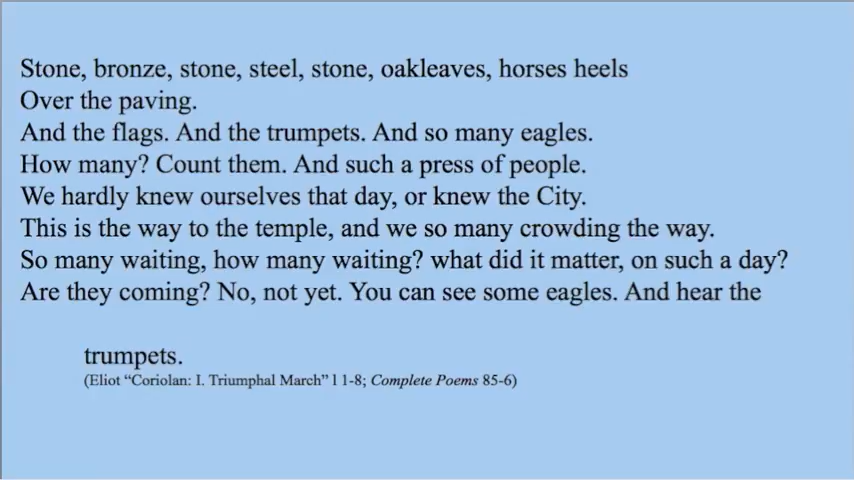 Stone, bronze, stone, steel, stone, oakleaves, horses heels
Over the paving.
And the flags. And the trumpets. And so many eagles.
How many? Count them. And such a press of people.
We hardly knew ourselves that day, or knew the City.
This is the way to the temple, and we so many crowding the way.
So many waiting, how many waiting? what did it matter, on such a day?
Are they coming? No, not yet. You can see some eagles. And hear the
trumpets.
(Eliot “Coriolan: I. Triumphal March” l 1-8; Complete Poems 85-6)